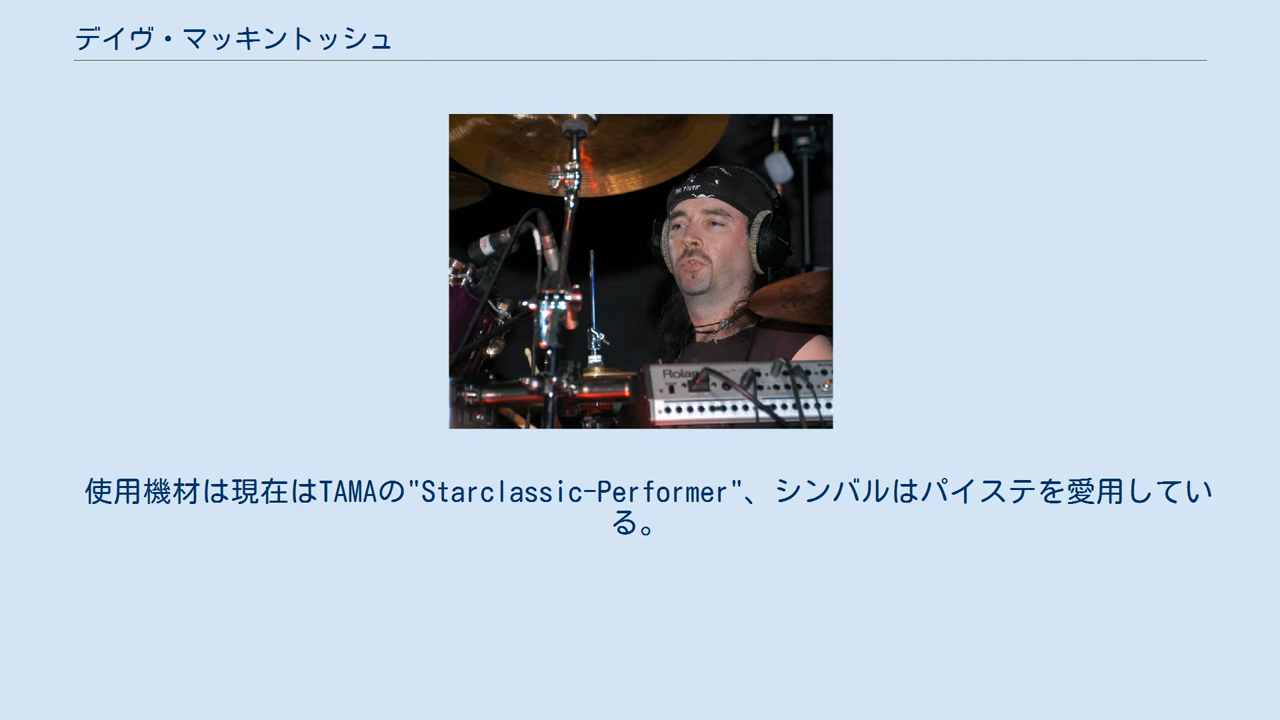 デイヴ・マッキントッシュ
Roland
使用機材は現在はTAMAの"Starclassic-Performer"、シンバルはパイステを愛用してい
る。